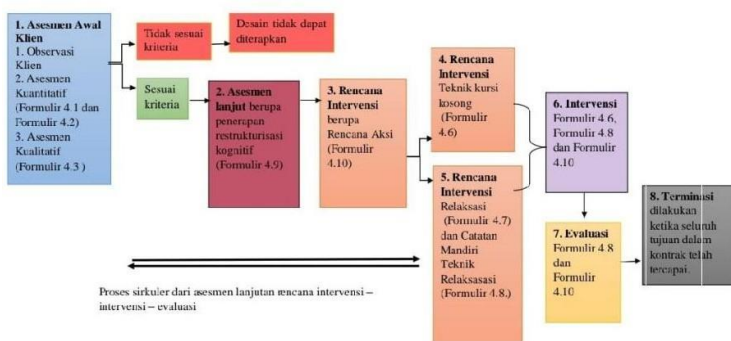 1. Asesmen Awal
Klien
1. Observasi
Klien
2. Asesmen
Kuantitatif
(Formulir 4.1 dan
Formulir 4.2)
3. Asesmen
Kualitatif
(Formulir 4.3 )
Tidak sesuai
kriteria
Desain tidak dapat
diterapkan
Sesuai
kriteria
2. Asesmen
lanjut berupa
penerapan
restrukturisasi
kognitif
(Formulir 4.9)
3. Rencana
Intervensi
berupa
Rencana Aksi
(Formulir
4.10)
4. Rencana
Intervensi
Teknik kursi
kosong
(Formulir
4.6)
5. Rencana
Intervensi
Relaksasi
(Formulir 4.7)
dan Catatan
Mandiri
Teknik
Relaksasasi
(Formulir 4.8.)
6. Intervensi
Formulir 4.6,
Formulir 4.8
dan Formulir
4.10
7. Evaluasi
Formulir 4.8
dan
Formulir
4.10
8. Terminasi
dilakukan
ketika seluruh
tujuan dalam
kontrak telah
tercapai.
Proses sirkuler dari asesmen lanjutan rencana intervensi –
intervensi – evaluasi